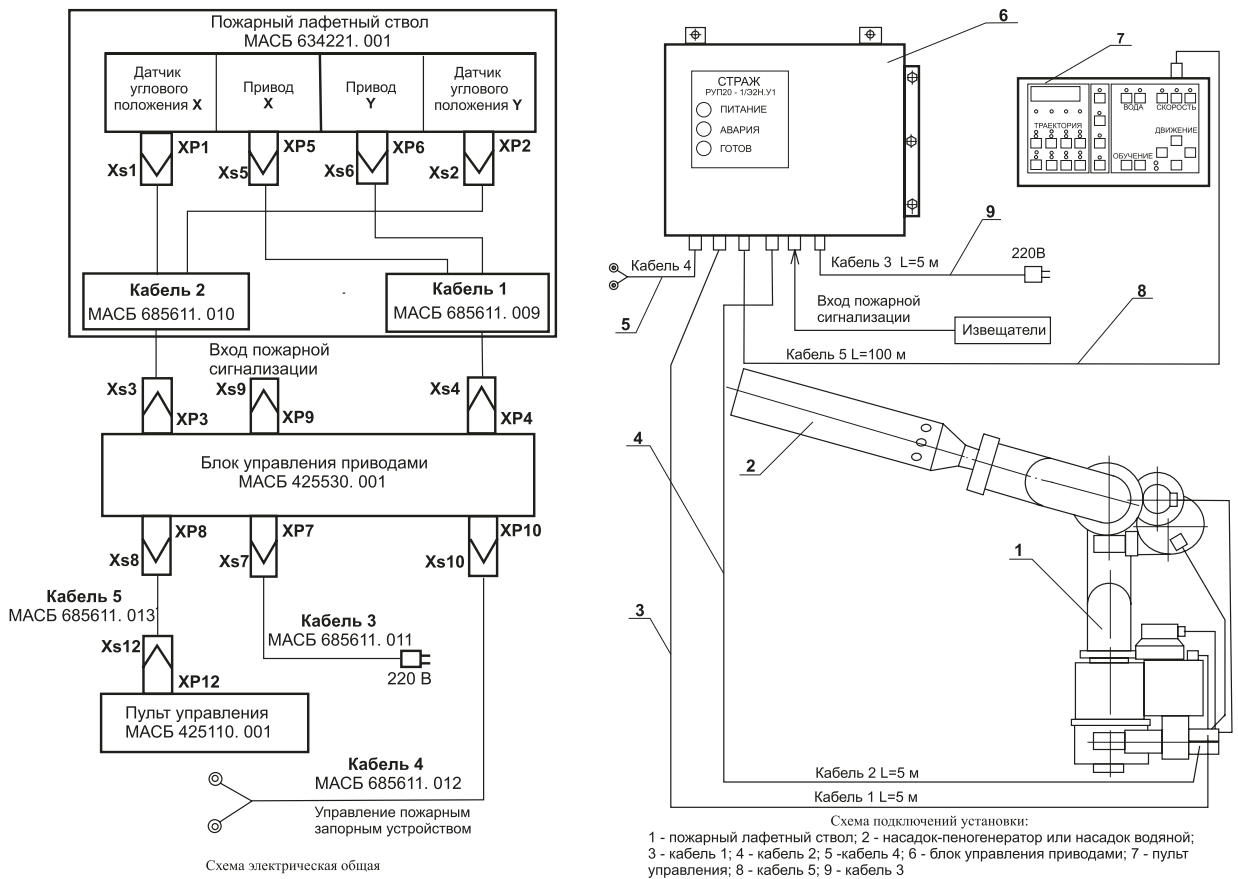 Пожарный лафетный ствол
МАСБ 634221. 001
Датчик
углового
положения X
Привод
X
Привод
Y
Датчик
углового
положения Y
XP1
Xs1
XP5
Xs5
XP6
Xs6
XP2
Xs2
Кабель 2
МАСБ 685611. 010
Кабель 1
МАСБ 685611. 009
Вход пожарной
сигнализации
Xs3
XP3
Xs9
XP9
Xs4
XP4
Блок управления приводами
МАСБ 425530. 001
XP8
Xs8
XP7
Xs7
XP10
Xs10
Кабель 5
МАСБ 685611. 013
Кабель 3
МАСБ 685611. 011
220 В
Xs12
XP12
Пульт управления
МАСБ 425110. 001
Кабель 4
МАСБ 685611. 012
Управление пожарным
запорным устройством
Схема электрическая общая
6
7
СТРАЖ
РУП20 - 1/Э2Н.У1
ПИТАНИЕ
АВАРИЯ
ГОТОВ
ВОДА
СКОРОСТЬ
ТРАЕКТОРИЯ
ДВИЖЕНИЕ
ОБУЧЕНИЕ
9
Кабель 4
Кабель 3 L=5 м
220В
5
Вход пожарной
сигнализации
Извещатели
8
Кабель 5 L=100 м
4
2
1
3
Кабель 2 L=5 м
Кабель 1 L=5 м
Схема подключений установки:
1 - пожарный лафетный ствол; 2 - насадок-пеногенератор или насадок водяной;
3 - кабель 1; 4 - кабель 2; 5 -кабель 4; 6 - блок управления приводами; 7 - пульт
управления; 8 - кабель 5; 9 - кабель 3